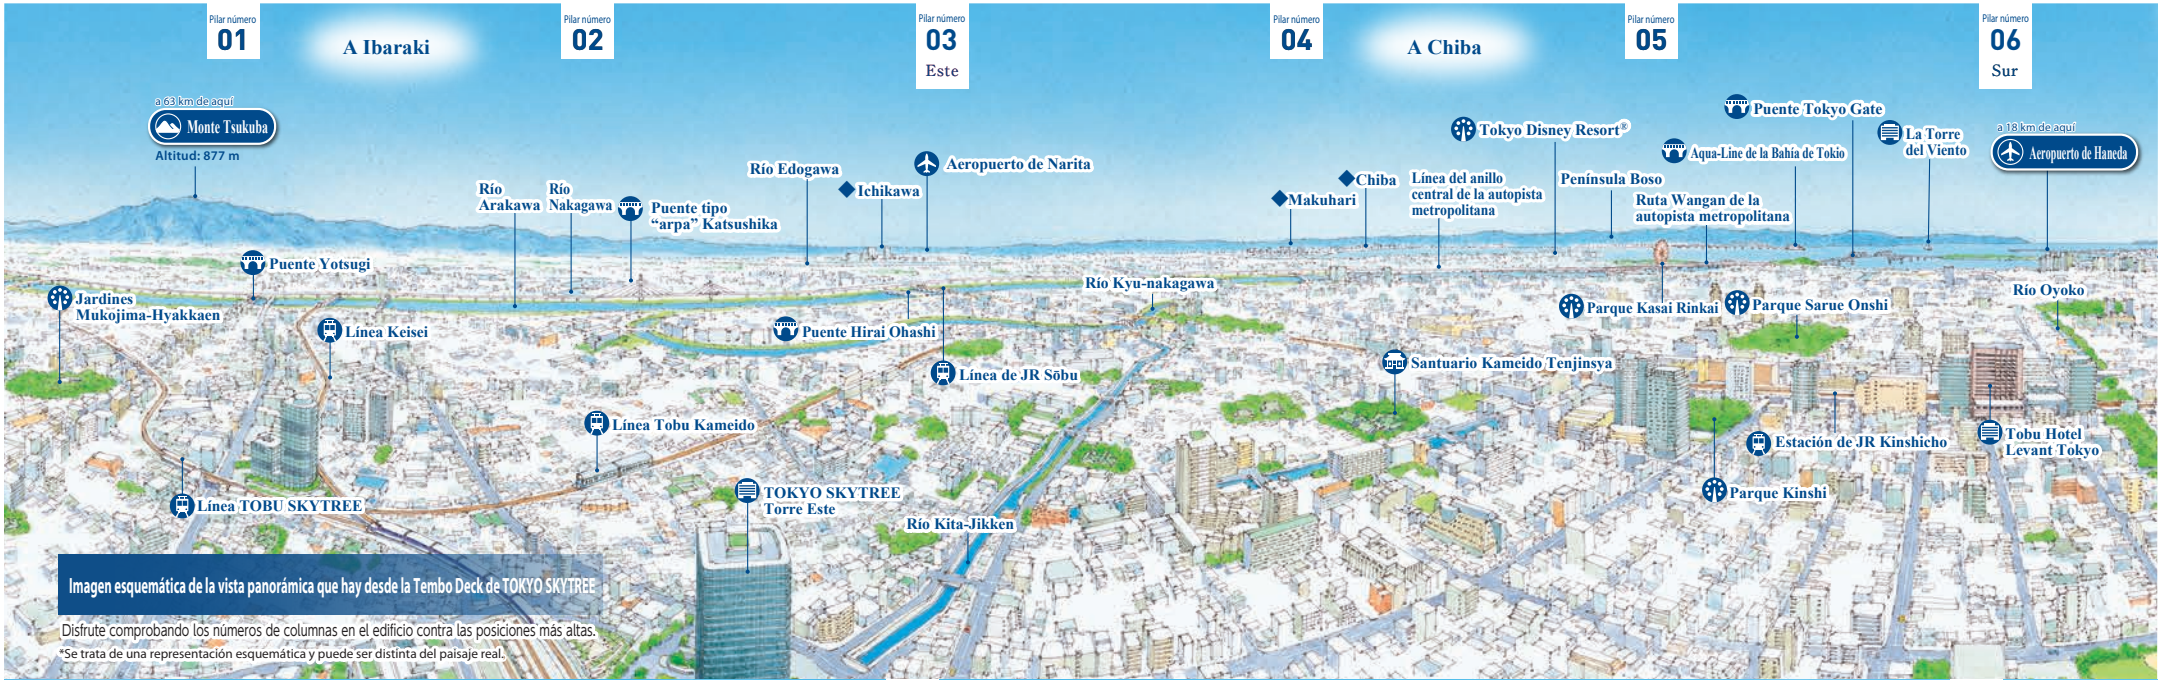 Pilar número
01
A Ibaraki
Pilar número
02
Pilar número
03
Este
Pilar número
04
A Chiba
Pilar número
05
Pilar número
06
Sur
a 63 km de aquí
Monte Tsukuba
Altitud: 877 m
Río
Arakawa
Río
Nakagawa
Puente tipo
“arpa” Katsushika
Río Edogawa
Ichikawa
Aeropuerto de Narita
Makuhari
Chiba
Línea del anillo
central de la autopista
metropolitana
Tokyo Disney Resort®
Península Boso
Ruta Wangan de la
autopista metropolitana
Aqua-Line de la Bahía de Tokio
Puente Tokyo Gate
La Torre
del Viento
a 18 km de aquí
Aeropuerto de Haneda
Puente Yotsugi
Jardines
Mukojima-Hyakkaen
Línea Keisei
Puente Hirai Ohashi
Río Kyu-nakagawa
Parque Kasai Rinkai
Parque Sarue Onshi
Río Oyoko
Línea de JR Sōbu
Santuario Kameido Tenjinsya
Línea Tobu Kameido
Estación de JR Kinshicho
Tobu Hotel
Levant Tokyo
Línea TOBU SKYTREE
TOKYO SKYTREE
Torre Este
Río Kita-Jikken
Parque Kinshi
Imagen esquemática de la vista panorámica que hay desde la Tembo Deck de TOKYO SKYTREE
Disfrute comprobando los números de columnas en el edificio contra las posiciones más altas.
*Se trata de una representación esquemática y puede ser distinta del paisaje real.